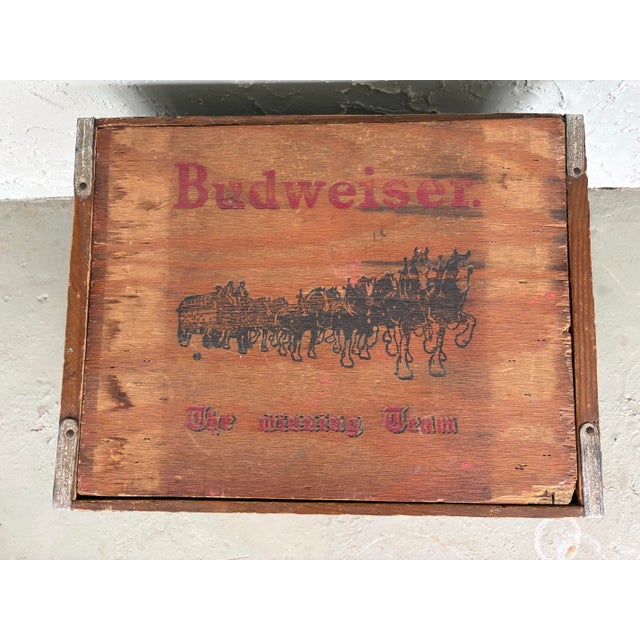 Budweiser.
The winning Team